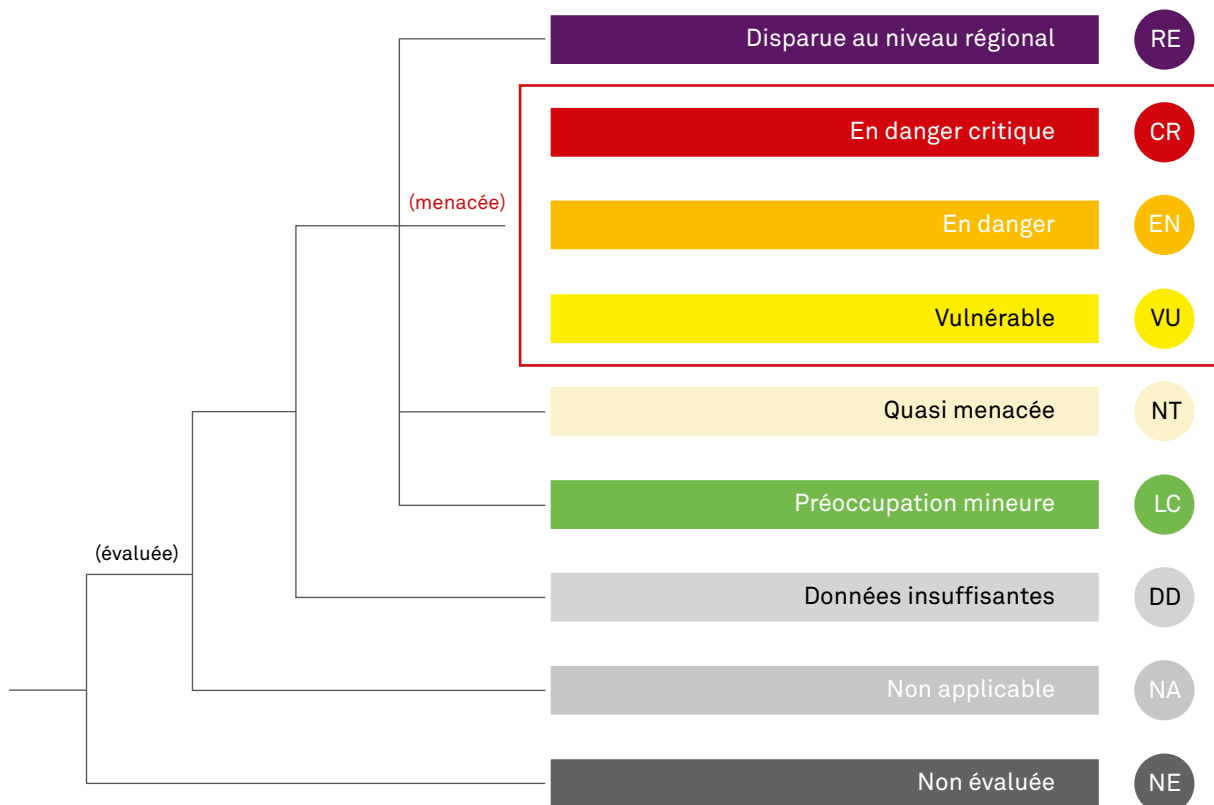 Disparue au niveau régional RE
En danger critique CR
(menacée)
En danger EN
Vulnérable VU
Quasi menacée NT
Préoccupation mineure LC
(évaluée)
Données insuffisantes DD
Non applicable NA
Non évaluée NE